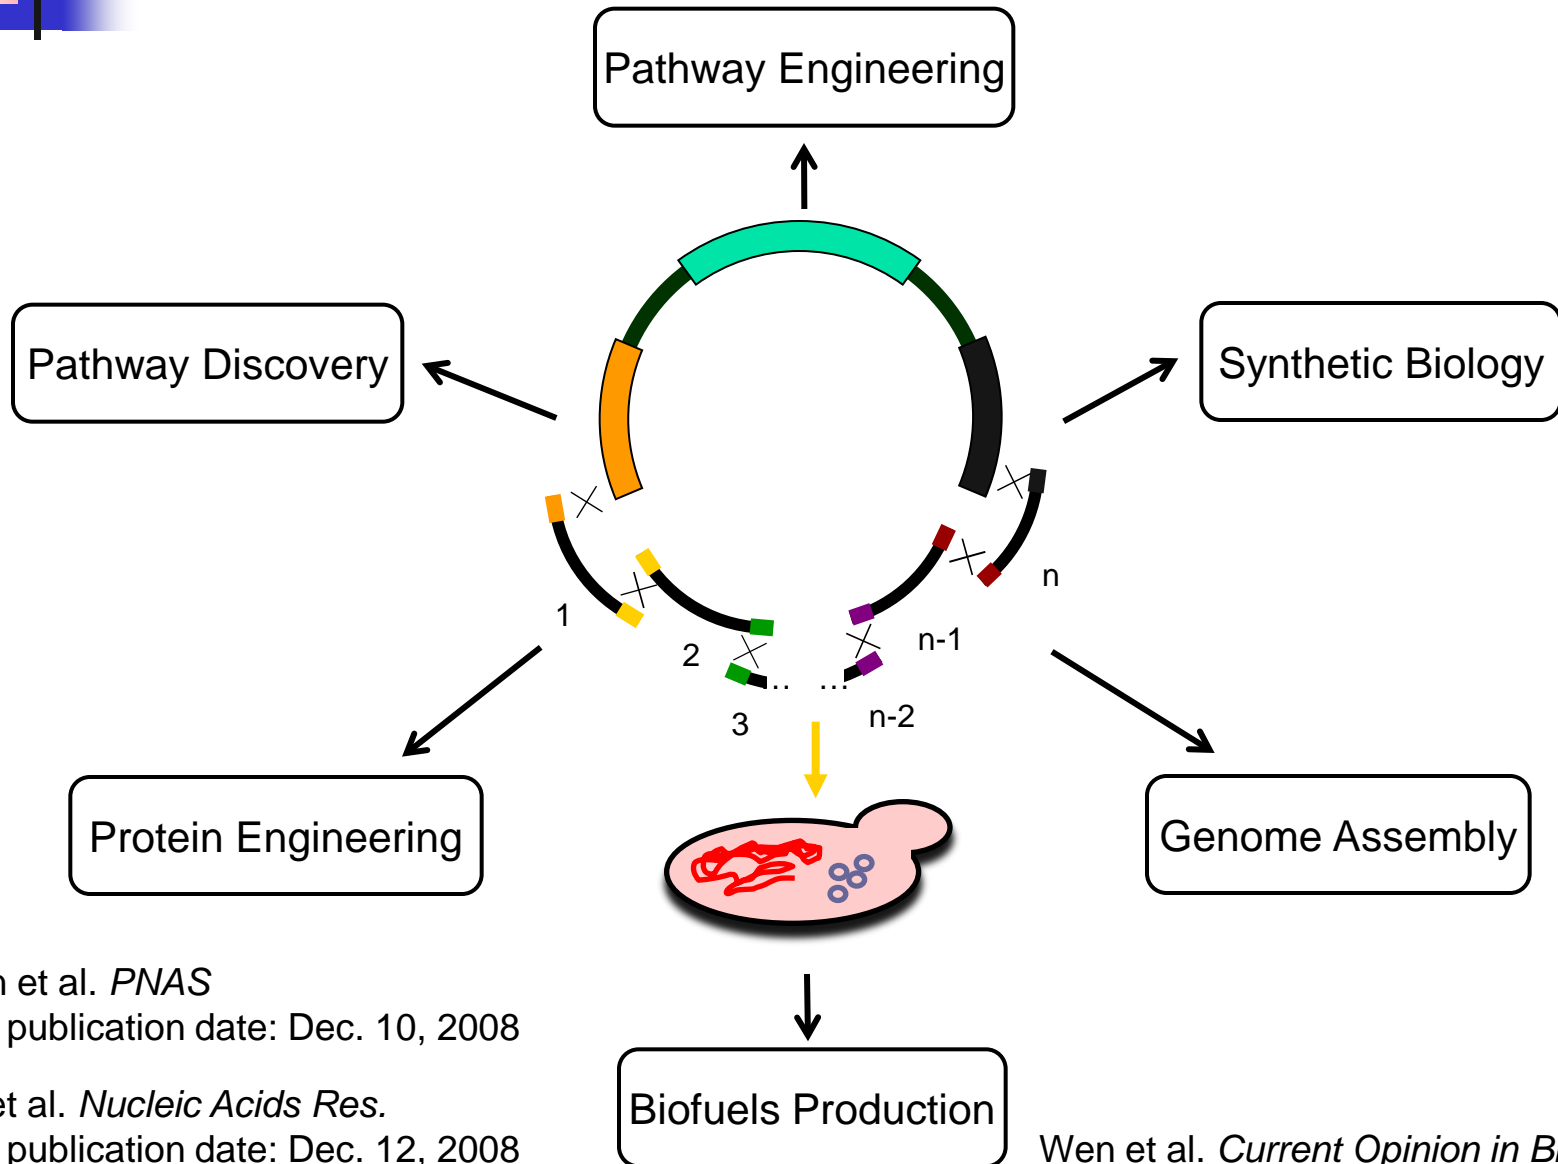 Pathway Engineering
Pathway Discovery
Synthetic Biology
1
2
3
.. ...
n-2
n-1
n
Protein Engineering
Genome Assembly
et al. PNAS
publication date: Dec. 10, 2008
et al. Nucleic Acids Res.
publication date: Dec. 12, 2008
Biofuels Production
Wen et al. Current Opinion in